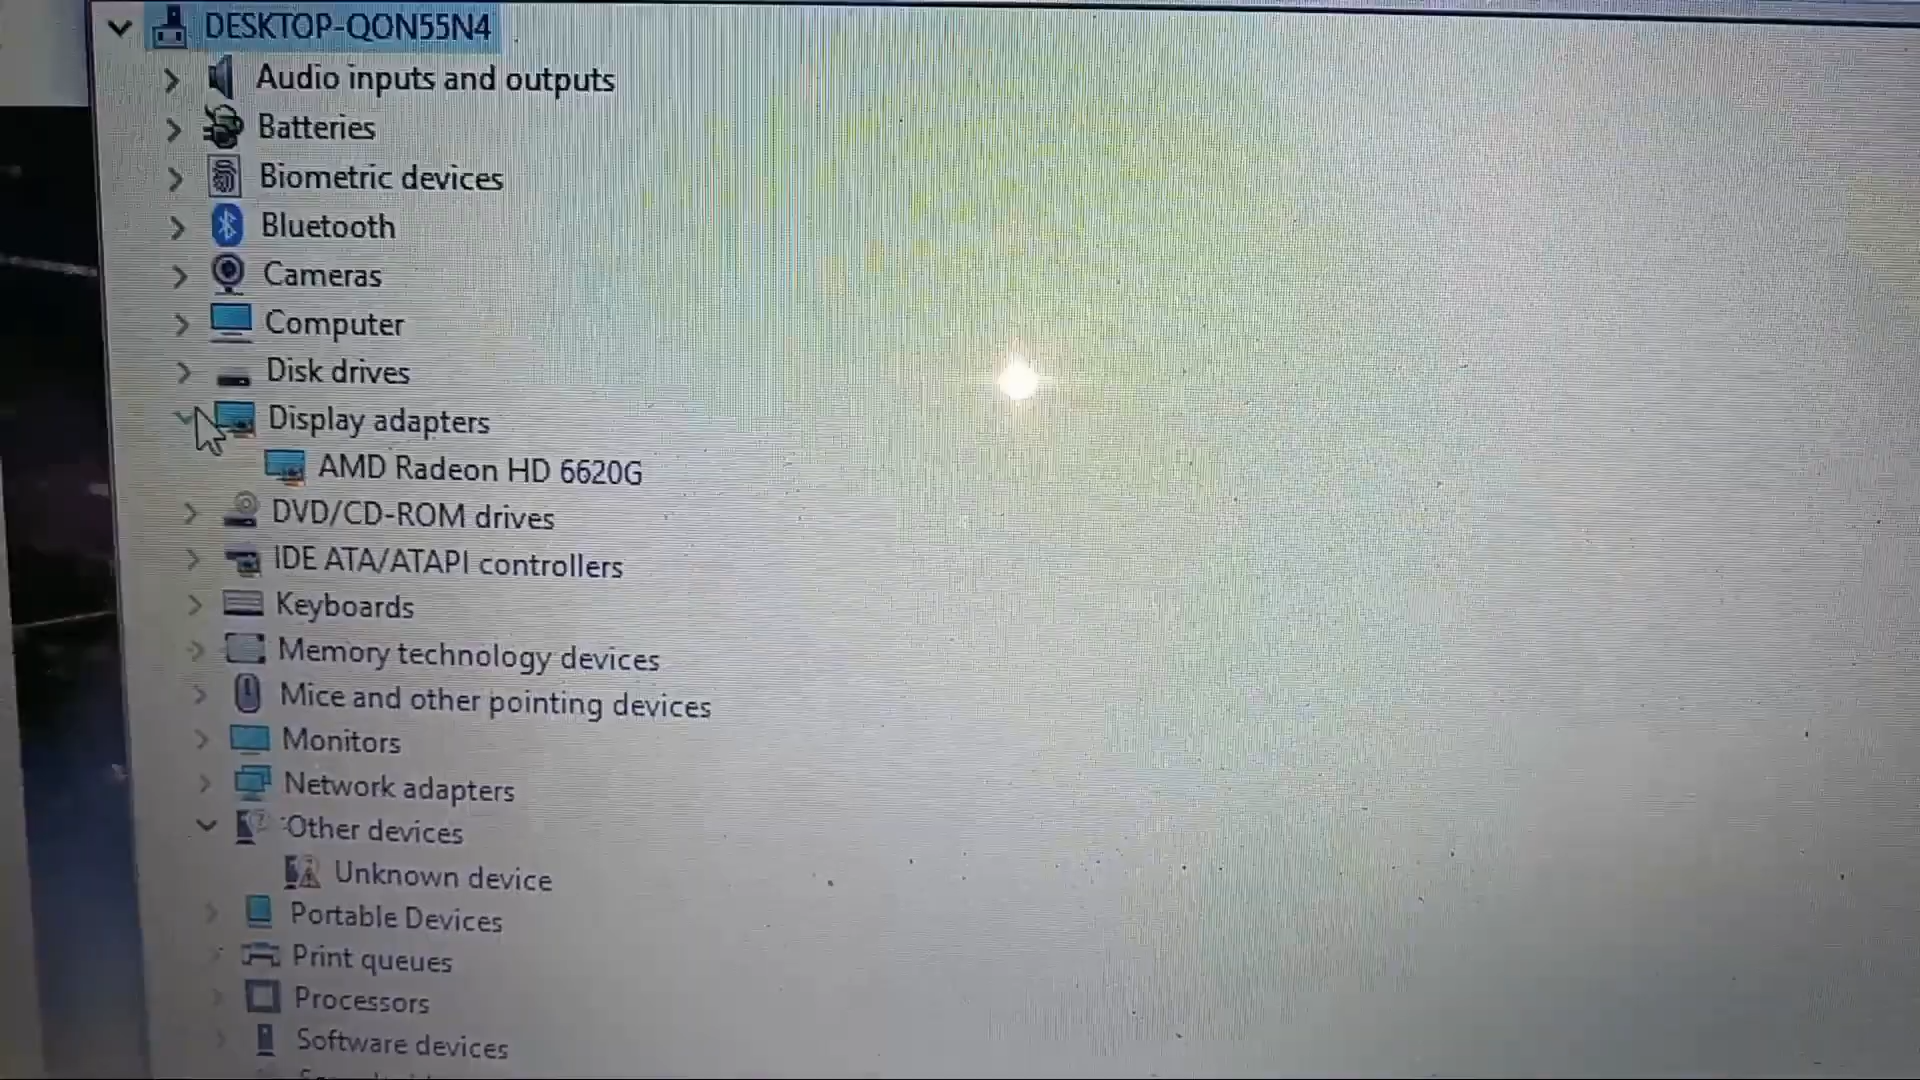 DESKTOP-QON55N4
Audio inputs and outputs
Batteries
Biometric devices
Bluetooth
Cameras
Computer
Disk drives
Display adapters
AMD Radeon HD 6620G
DVD/CD-ROM drives
IDE ATA/ATAPI controllers
Keyboards
Memory technology devices
Mice and other pointing devices
Monitors
Network adapters
Other devices
Unknown device
Portable Devices
Print queues
Processors
Software devices